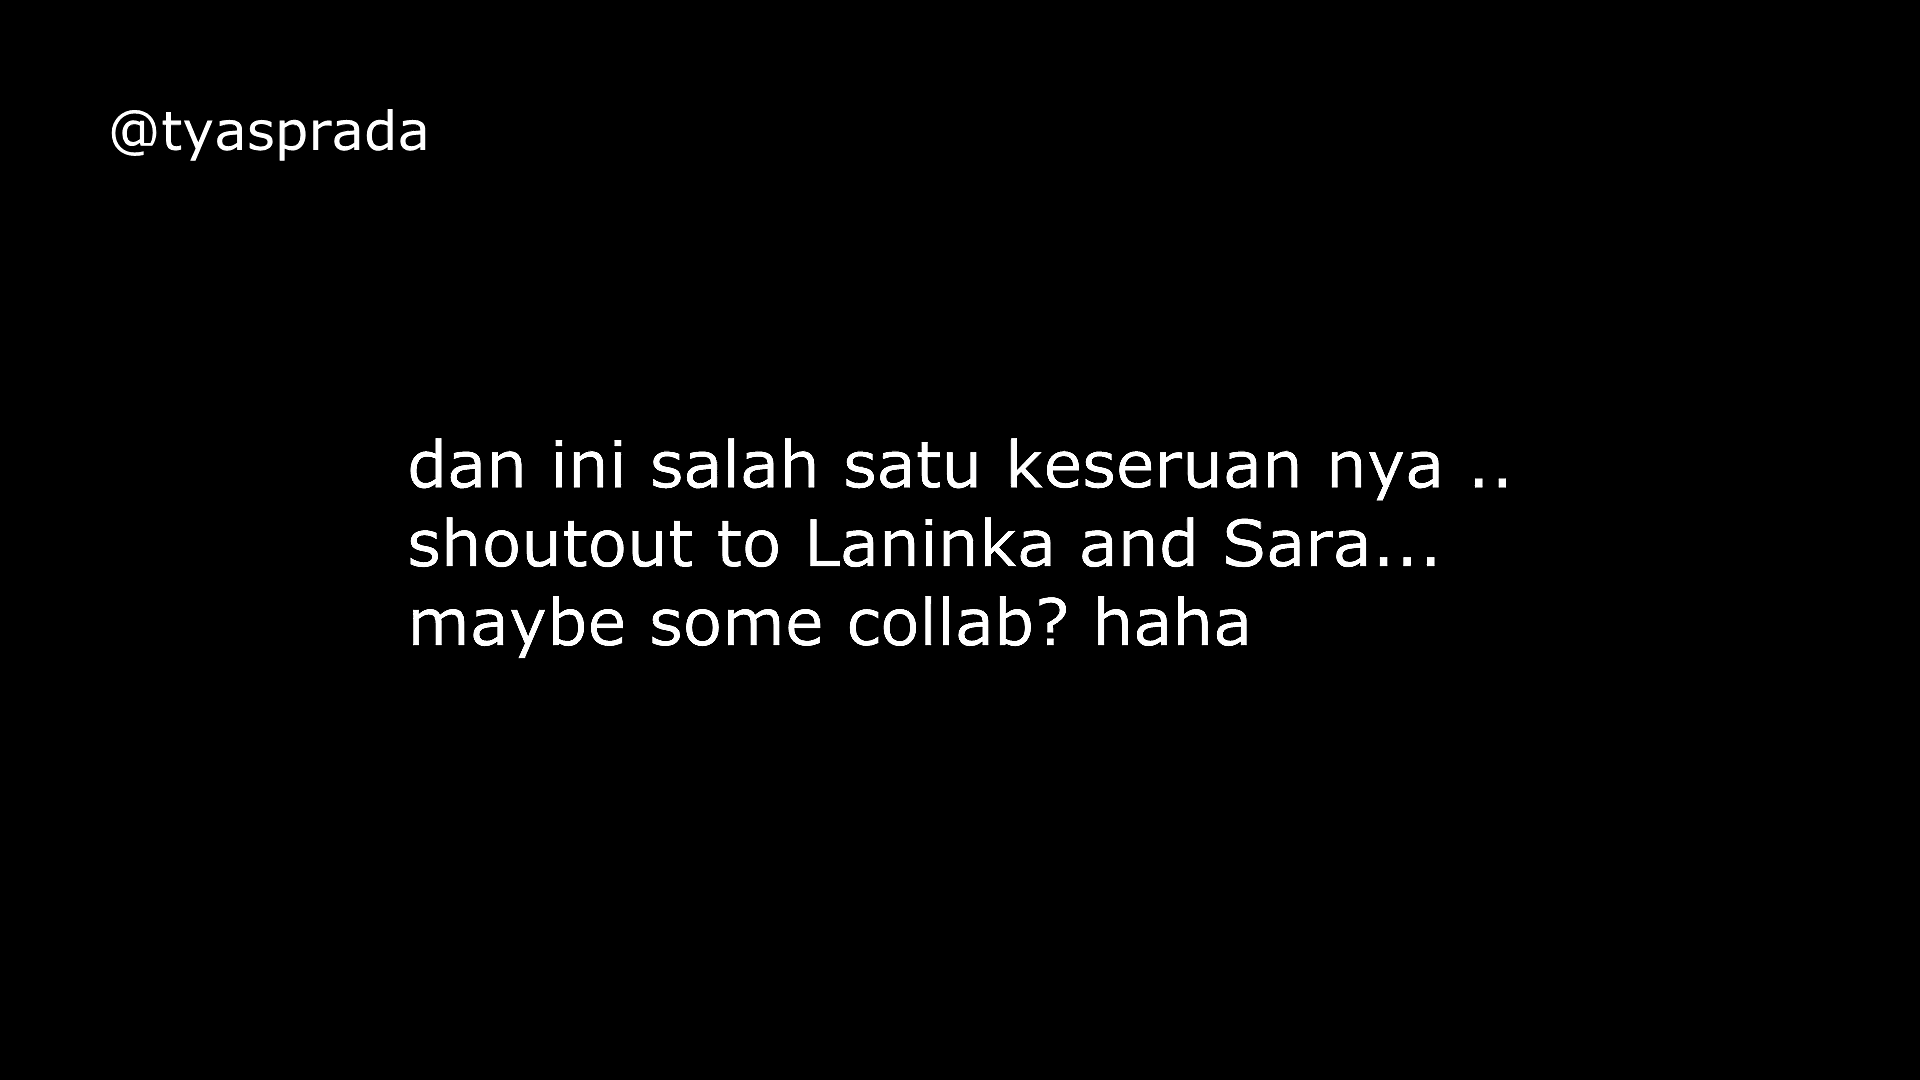 @tyasprada
dan ini salah satu keseruan nya ..
shoutout to Laninka and Sara...
maybe some collab? haha